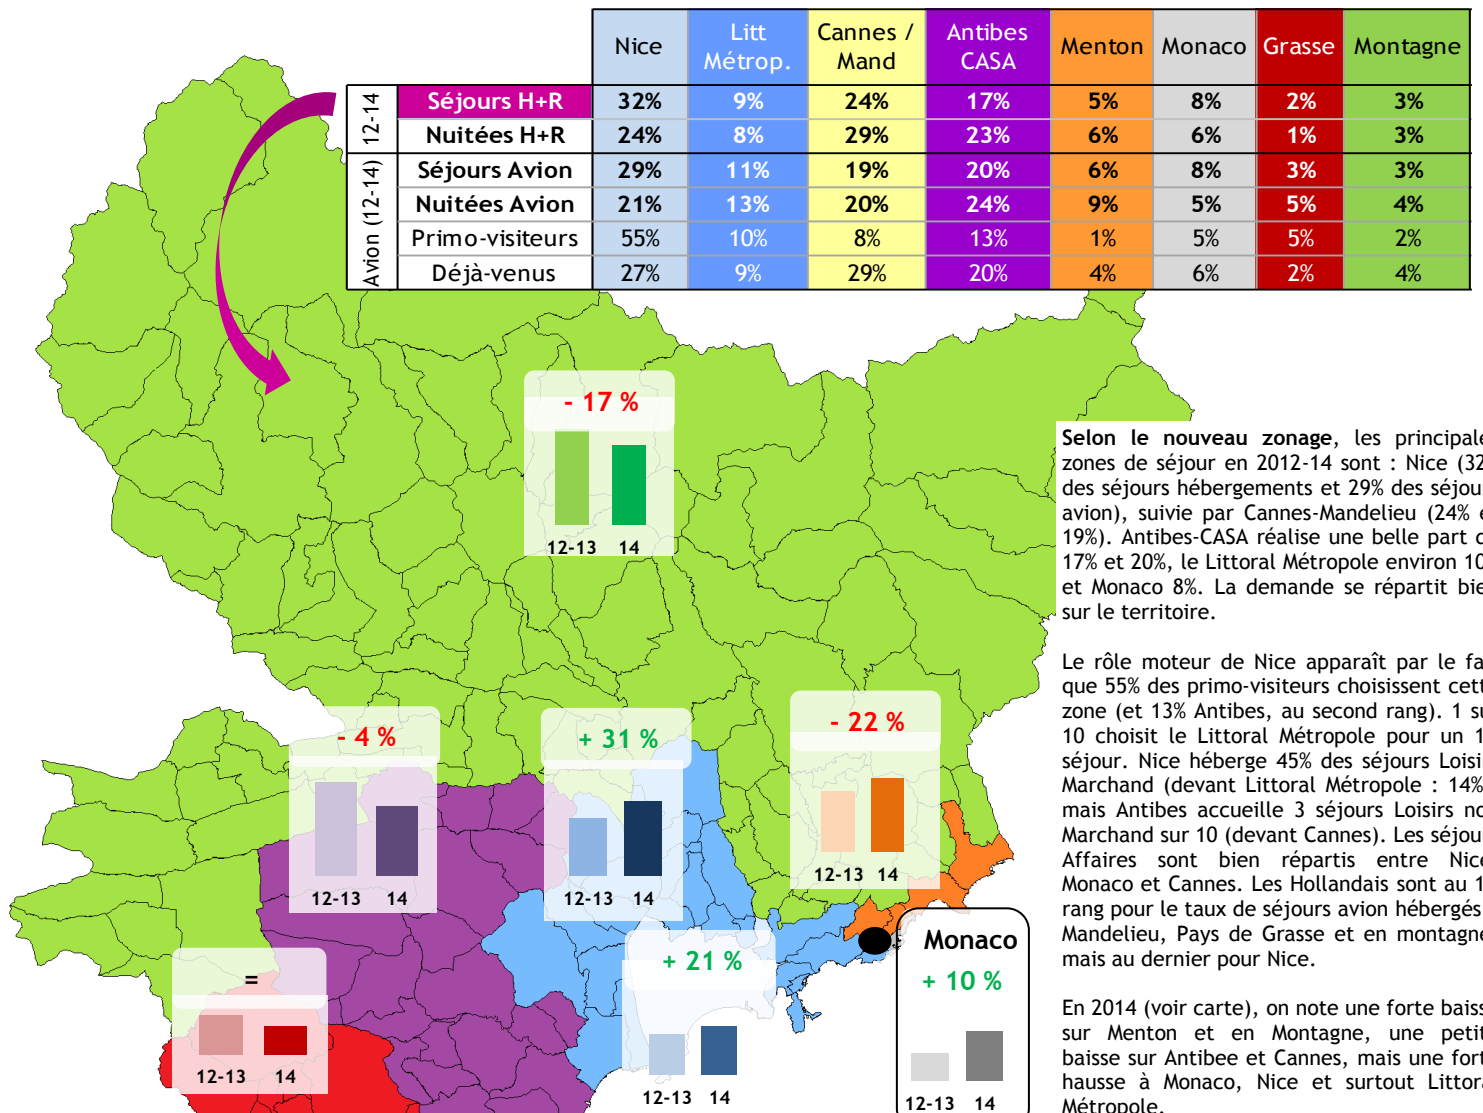 Nice Litt Métrop. Cannes / Mand Antibes CASA Menton Monaco Grasse Montagne
12-14
Séjours H+R 32% 9% 24% 17% 5% 8% 2% 3%
Nuitées H+R 24% 8% 29% 23% 6% 6% 1% 3%
Avion (12-14)
Séjours Avion 29% 11% 19% 20% 6% 8% 3% 3%
Nuitées Avion 21% 13% 20% 24% 9% 5% 5% 4%
Primo-visiteurs 55% 10% 8% 13% 1% 5% 5% 2%
Déjà-venus 27% 9% 29% 20% 4% 6% 2% 4%
- 17 %
12-13 14
- 4 %
12-13 14
+ 31 %
12-13 14
- 22 %
12-13 14
=
12-13 14
+ 21 %
12-13 14
Monaco
+ 10 %
12-13 14
Selon le nouveau zonage, les principale
zones de séjour en 2012-14 sont : Nice (32
des séjours hébergements et 29% des séjou
avion), suivie par Cannes-Mandelieu (24% e
19%). Antibes-CASA réalise une belle part d
17% et 20%, le Littoral Métropole environ 10
et Monaco 8%. La demande se répartit bie
sur le territoire.
Le rôle moteur de Nice apparaît par le fa
que 55% des primo-visiteurs choisissent cett
zone (et 13% Antibes, au second rang). 1 su
10 choisit le Littoral Métropole pour un 1
séjour. Nice héberge 45% des séjours Loisi
Marchand (devant Littoral Métropole : 14%
mais Antibes accueille 3 séjours Loisirs no
Marchand sur 10 (devant Cannes). Les séjou
Affaires sont bien répartis entre Nice
Monaco et Cannes. Les Hollandais sont au 1
rang pour le taux de séjours avion hébergés
Mandelieu, Pays de Grasse et en montagne
mais au dernier pour Nice.
En 2014 (voir carte), on note une forte baiss
sur Menton et en Montagne, une petit
baisse sur Antibee et Cannes, mais une fort
hausse à Monaco, Nice et surtout Littora
Métropole.